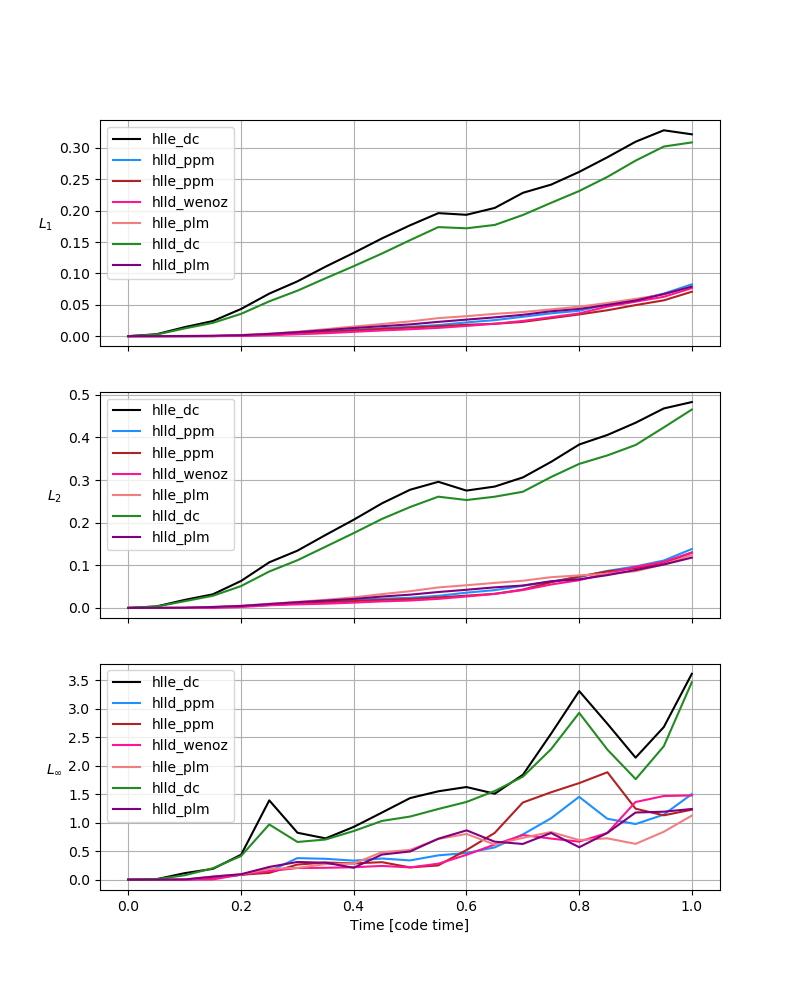 0.30
0.25
0.20
0.15
0.10
0.05
0.00
L1
hlle_dc
hlld_ppm
hlle_ppm
hlld_wenoz
hlle_plm
hlld_dc
hlld_plm
0.5
0.4
0.3
0.2
0.1
0.0
L2
hlle_dc
hlld_ppm
hlle_ppm
hlld_wenoz
hlle_plm
hlld_dc
hlld_plm
3.5
3.0
2.5
2.0
1.5
1.0
0.5
0.0
L∞
hlle_dc
hlld_ppm
hlle_ppm
hlld_wenoz
hlle_plm
hlld_dc
hlld_plm
0.0 0.2 0.4 0.6 0.8 1.0
Time [code time]